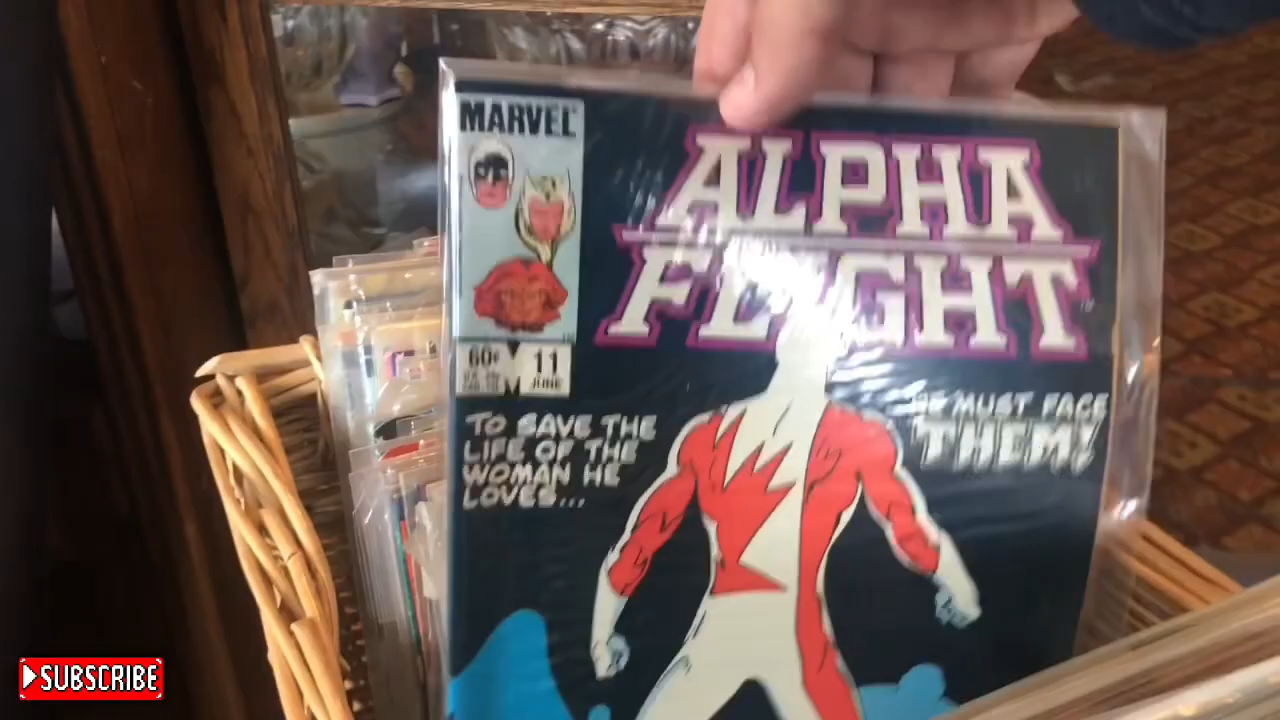 MARVEL
ALPHA
FLIGHT
60¢ 11
JUNE
TO SAVE THE
LIFE OF THE
WOMAN HE
LOVES...
HE MUST FACE
THEM!
SUBSCRIBE